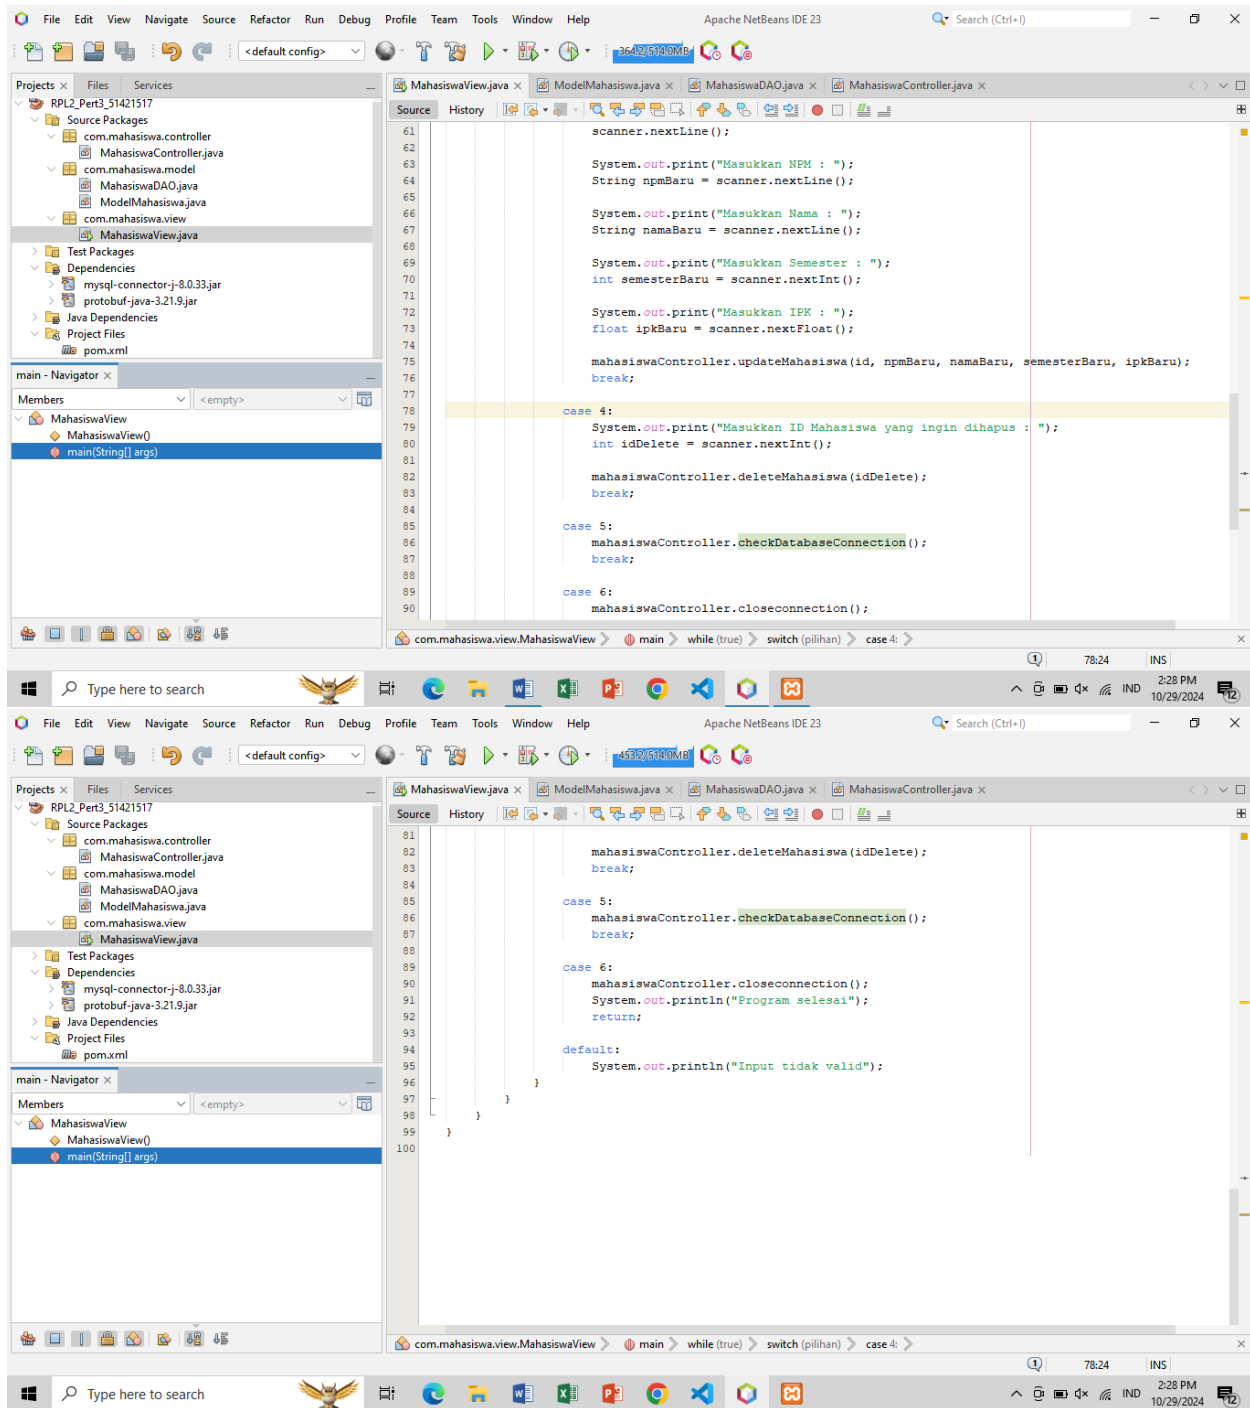 File Edit View Navigate Source Refactor Run Debug Profile Team Tools Window Help Apache NetBeans IDE 23 Search (Ctrl+I)
<default config> 364.2/514.0MB
Projects Files Services
RPL2_Pert3_51421517
Source Packages
com.mahasiswa.controller
MahasiswaController.java
com.mahasiswa.model
MahasiswaDAO.java
ModelMahasiswa.java
com.mahasiswa.view
MahasiswaView.java
Test Packages
Dependencies
mysql-connector-j-8.0.33.jar
protobuf-java-3.21.9.jar
Java Dependencies
Project Files
pom.xml
main - Navigator
Members <empty>
MahasiswaView
MahasiswaView()
main(String[] args)
MahasiswaView.java ModelMahasiswa.java MahasiswaDAO.java MahasiswaController.java
Source History
61 scanner.nextLine();
62
63 System.out.print("Masukkan NPM : ");
64 String npmBaru = scanner.nextLine();
65
66 System.out.print("Masukkan Nama : ");
67 String namaBaru = scanner.nextLine();
68
69 System.out.print("Masukkan Semester : ");
70 int semesterBaru = scanner.nextInt();
71
72 System.out.print("Masukkan IPK : ");
73 float ipkBaru = scanner.nextFloat();
74
75 mahasiswaController.updateMahasiswa(id, npmBaru, namaBaru, semesterBaru, ipkBaru);
76 break;
77
78 case 4:
79 System.out.print("Masukkan ID Mahasiswa yang ingin dihapus : ");
80 int idDelete = scanner.nextInt();
81
82 mahasiswaController.deleteMahasiswa(idDelete);
83 break;
84
85 case 5:
86 mahasiswaController.checkDatabaseConnection();
87 break;
88
89 case 6:
90 mahasiswaController.closeconnection();
com.mahasiswa.view.MahasiswaView main while (true) switch (pilihan) case 4:
1 78:24 INS
Type here to search IND 2:28 PM
10/29/2024 12
File Edit View Navigate Source Refactor Run Debug Profile Team Tools Window Help Apache NetBeans IDE 23 Search (Ctrl+I)
<default config> 453.2/514.0MB
Projects Files Services
RPL2_Pert3_51421517
Source Packages
com.mahasiswa.controller
MahasiswaController.java
com.mahasiswa.model
MahasiswaDAO.java
ModelMahasiswa.java
com.mahasiswa.view
MahasiswaView.java
Test Packages
Dependencies
mysql-connector-j-8.0.33.jar
protobuf-java-3.21.9.jar
Java Dependencies
Project Files
pom.xml
main - Navigator
Members <empty>
MahasiswaView
MahasiswaView()
main(String[] args)
MahasiswaView.java ModelMahasiswa.java MahasiswaDAO.java MahasiswaController.java
Source History
81
82 mahasiswaController.deleteMahasiswa(idDelete);
83 break;
84
85 case 5:
86 mahasiswaController.checkDatabaseConnection();
87 break;
88
89 case 6:
90 mahasiswaController.closeconnection();
91 System.out.println("Program selesai");
92 return;
93
94 default:
95 System.out.println("Input tidak valid");
96 }
97 }
98 }
99 }
100
com.mahasiswa.view.MahasiswaView main while (true) switch (pilihan) case 4:
1 78:24 INS
Type here to search IND 2:28 PM
10/29/2024 12